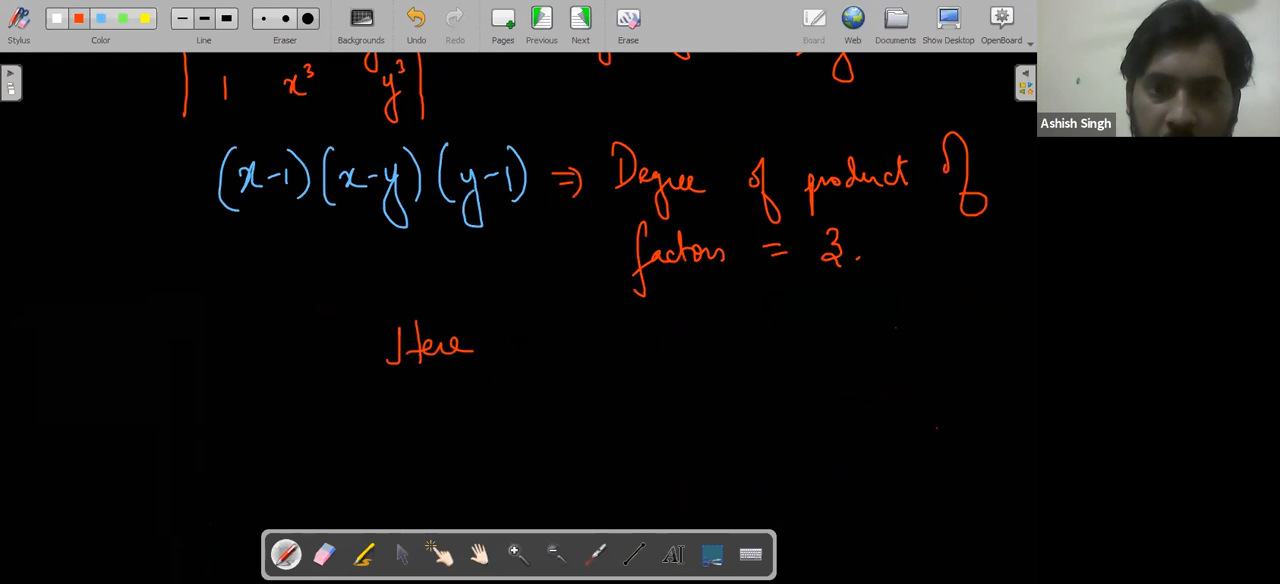 Stylus Color Line Eraser Backgrounds Undo Redo Pages Previous Next Erase Board Web Documents Show Desktop OpenBoard
1 x³ y³
Ashish Singh
(x-1)(x-y)(y-1) ⇒ Degree of product of
factors = 3.
Here